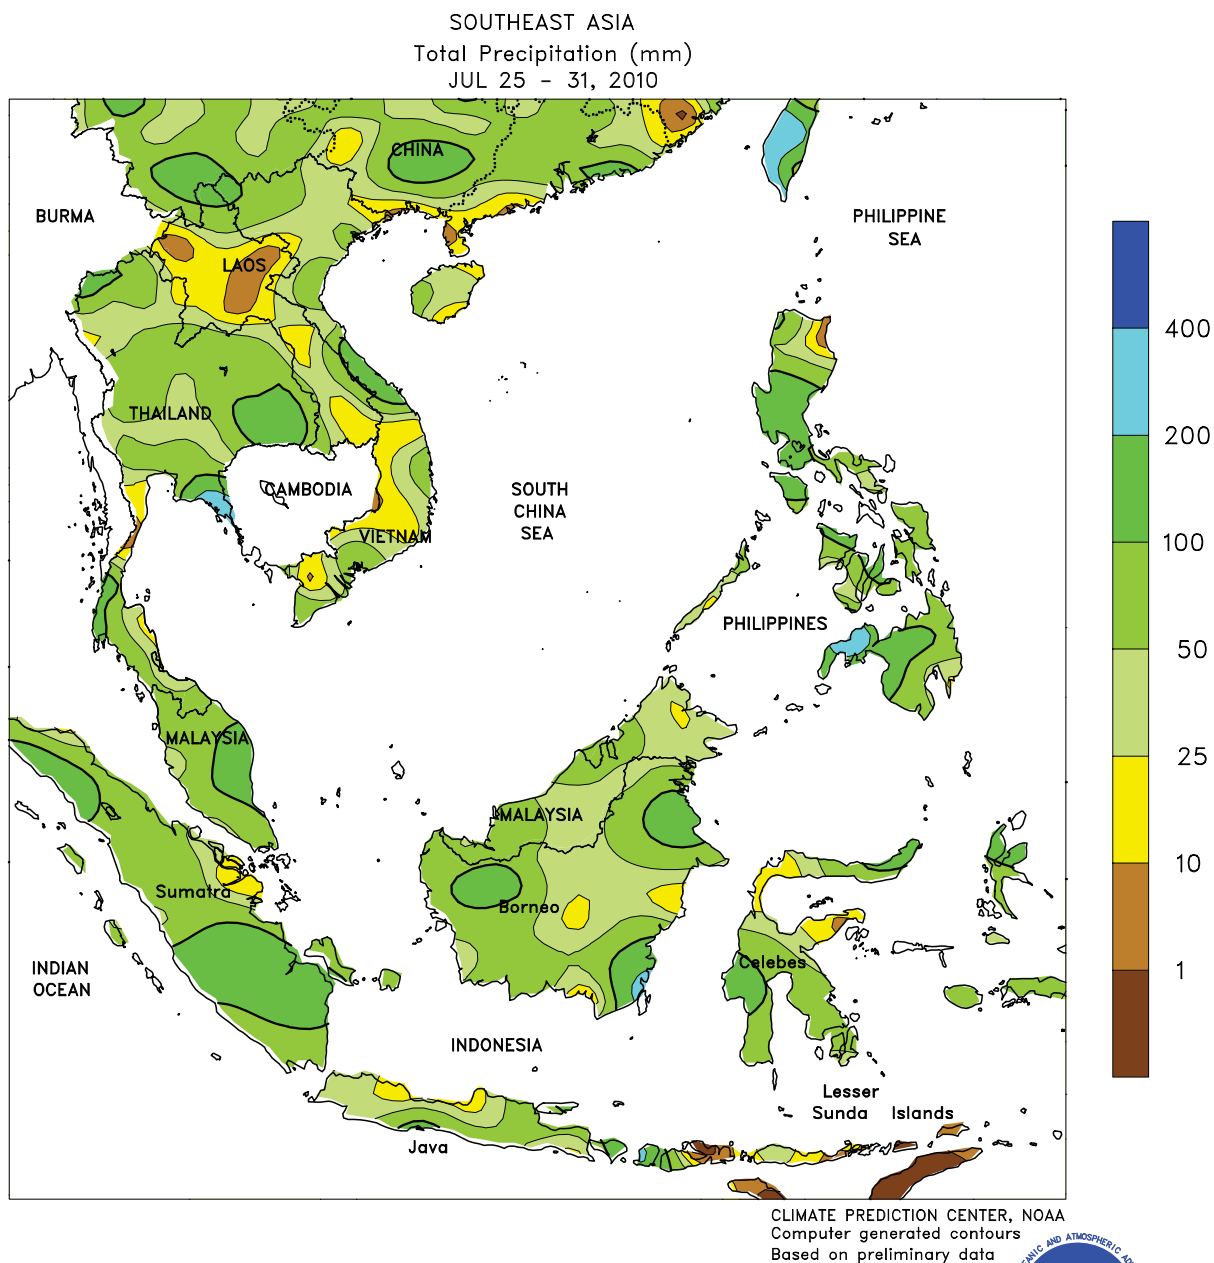 SOUTHEAST ASIA
Total Precipitation (mm)
JUL 25 - 31, 2010
CHINA
BURMA
PHILIPPINE
SEA
LAOS
400
THAILAND
200
CAMBODIA
SOUTH
CHINA
SEA
VIETNAM
100
PHILIPPINES
50
MALAYSIA
25
MALAYSIA
10
Sumatra
Borneo
Celebes
INDIAN
OCEAN
1
INDONESIA
Lesser
Sunda Islands
Java
CLIMATE PREDICTION CENTER, NOAA
Computer generated contours
Based on preliminary data
AND ATMOSPHERIC